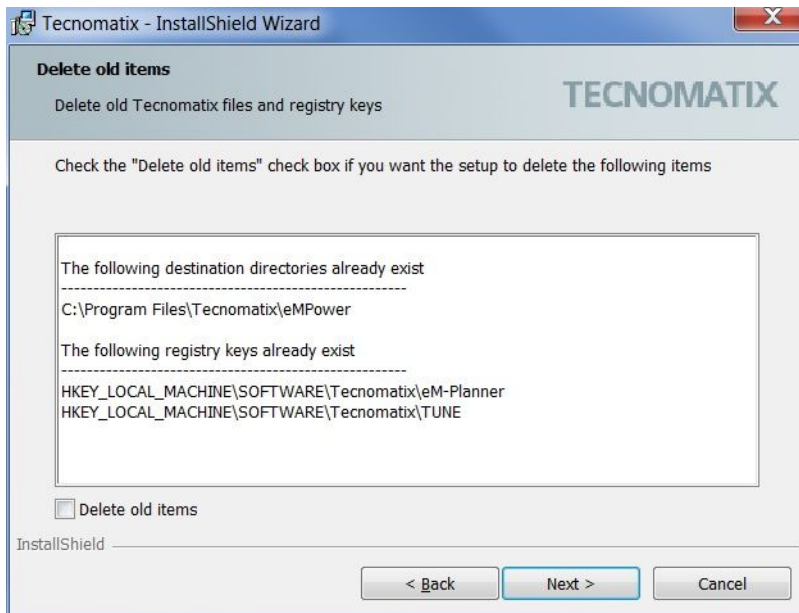 Tecnomatix - InstallShield Wizard
Delete old items
Delete old Tecnomatix files and registry keys
TECNOMATIX
Check the "Delete old items" check box if you want the setup to delete the following items
The following destination directories already exist
-----------------------------------------------------
C:\Program Files\Tecnomatix\eMPower
The following registry keys already exist
-----------------------------------------------------
HKEY_LOCAL_MACHINE\SOFTWARE\Tecnomatix\eM-Planner
HKEY_LOCAL_MACHINE\SOFTWARE\Tecnomatix\TUNE
Delete old items
InstallShield
< Back
Next >
Cancel